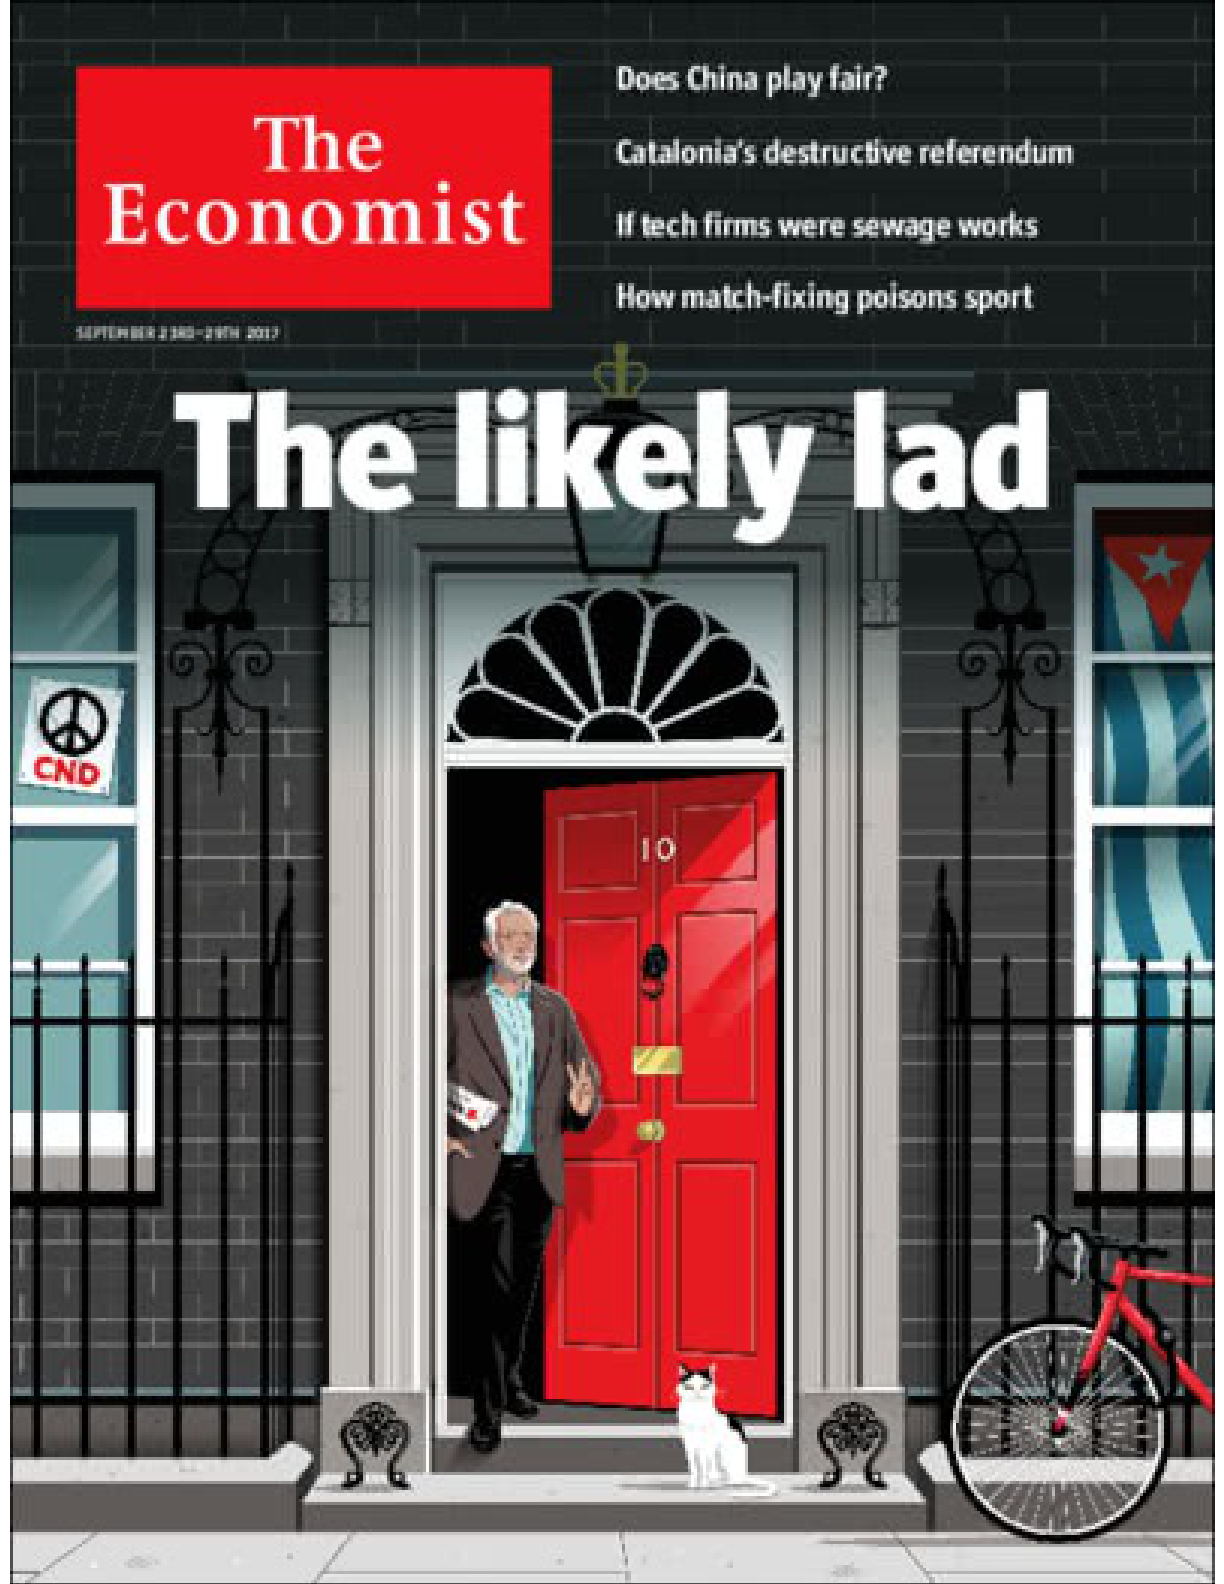 The
Economist
Does China play fair?
Catalonia's destructive referendum
If tech firms were sewage works
How match-fixing poisons sport
SEPTEMBER 23RD–29TH 2017
The likely lad
CND
10